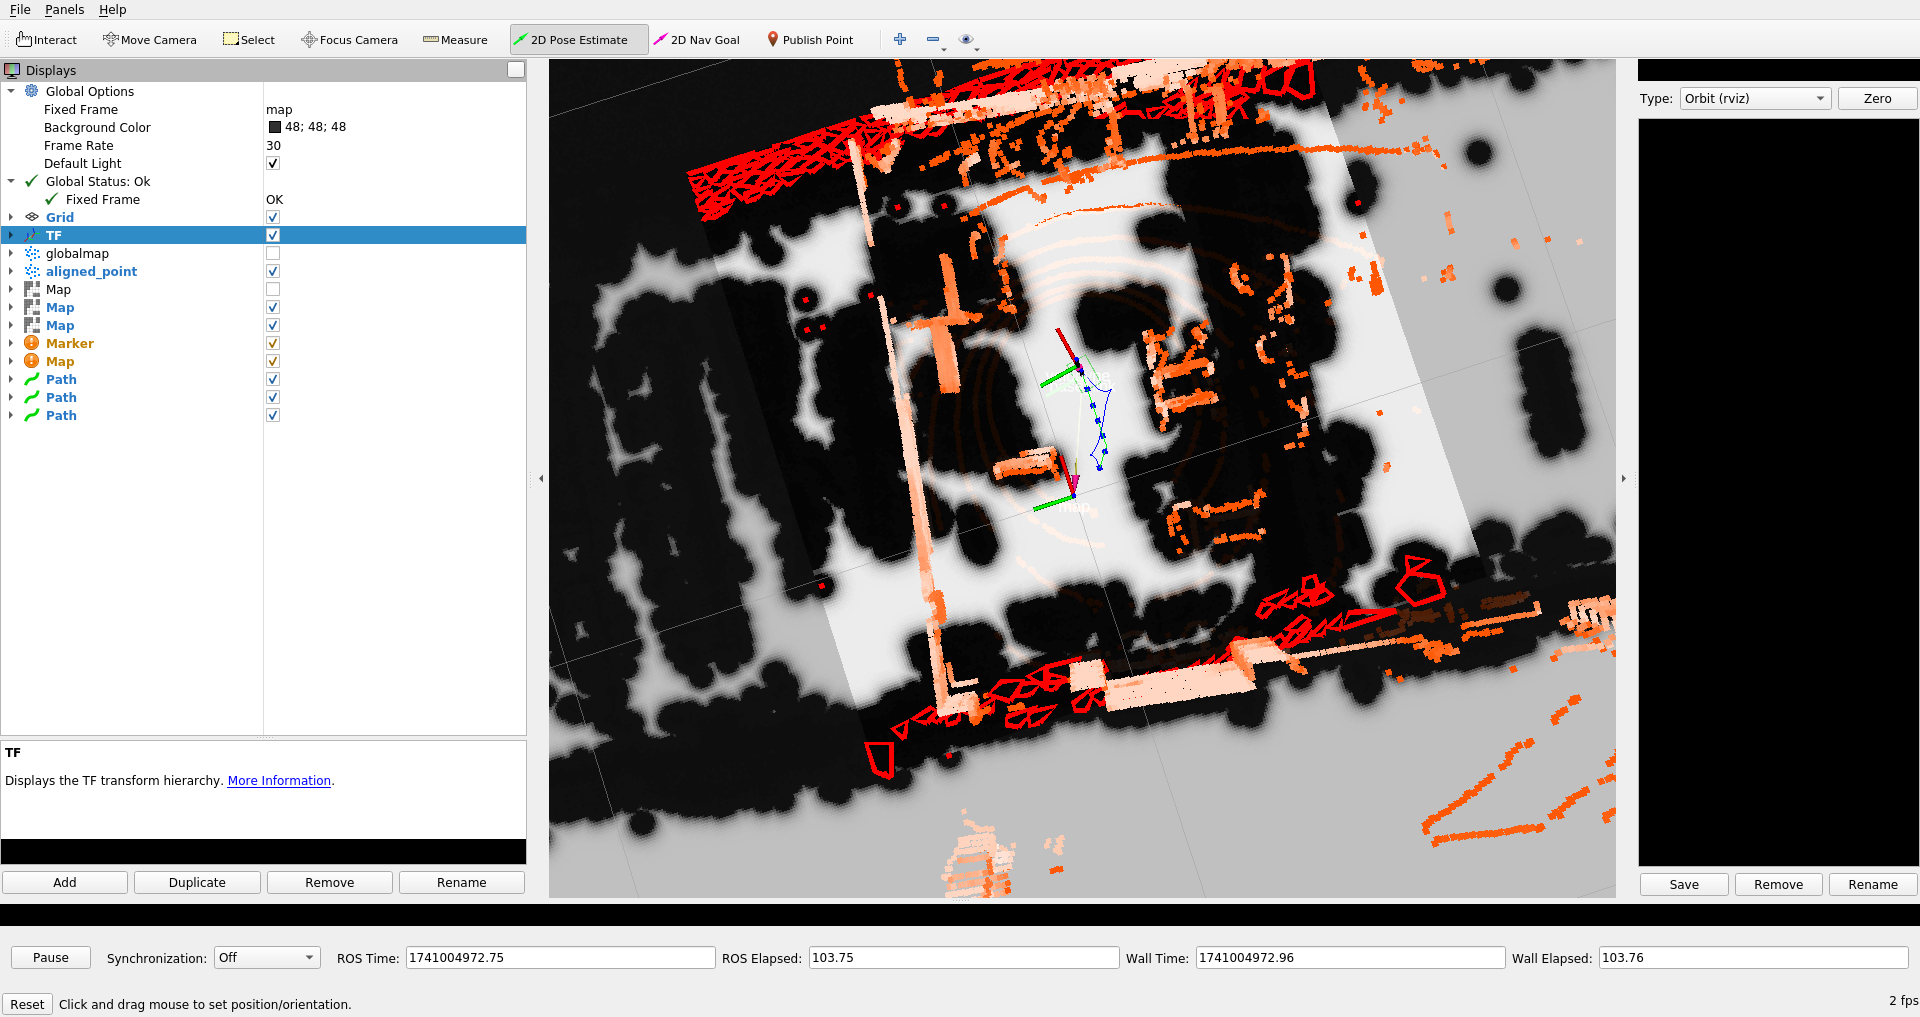 File Panels Help
Interact Move Camera Select Focus Camera Measure 2D Pose Estimate 2D Nav Goal Publish Point
Displays
Global Options
Fixed Frame map
Background Color 48; 48; 48
Frame Rate 30
Default Light
Global Status: Ok
Fixed Frame OK
Grid
TF
globalmap
aligned_point
Map
Map
Map
Marker
Map
Path
Path
Path
TF
Displays the TF transform hierarchy. More Information.
Add Duplicate Remove Rename
map
Type: Orbit (rviz) Zero
Save Remove Rename
Pause Synchronization: Off ROS Time: 1741004972.75 ROS Elapsed: 103.75 Wall Time: 1741004972.96 Wall Elapsed: 103.76
Reset Click and drag mouse to set position/orientation. 2 fps